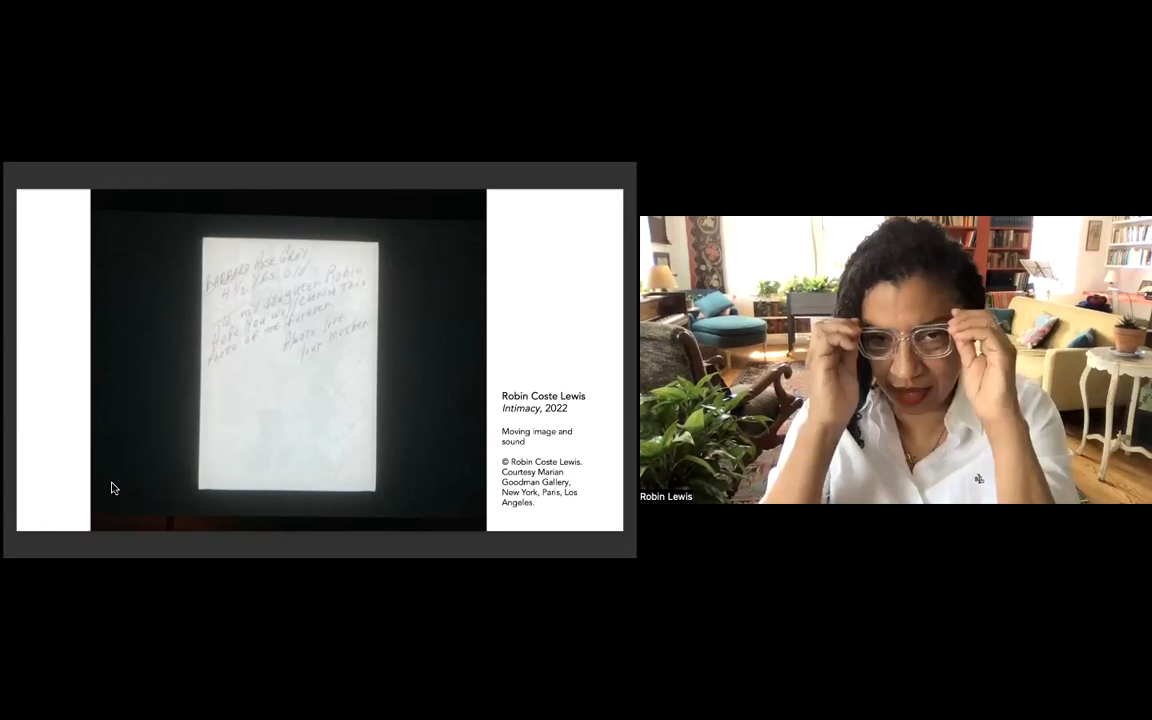 BARBARA ROSE GRAY
4 1/2 YRS. old
To my daughter Robin
Hope you will cherish this
Photo of me forever
Your Mother
Robin Coste Lewis
Intimacy, 2022
Moving image and
sound
© Robin Coste Lewis.
Courtesy Marian
Goodman Gallery,
New York, Paris, Los
Angeles.
Robin Lewis